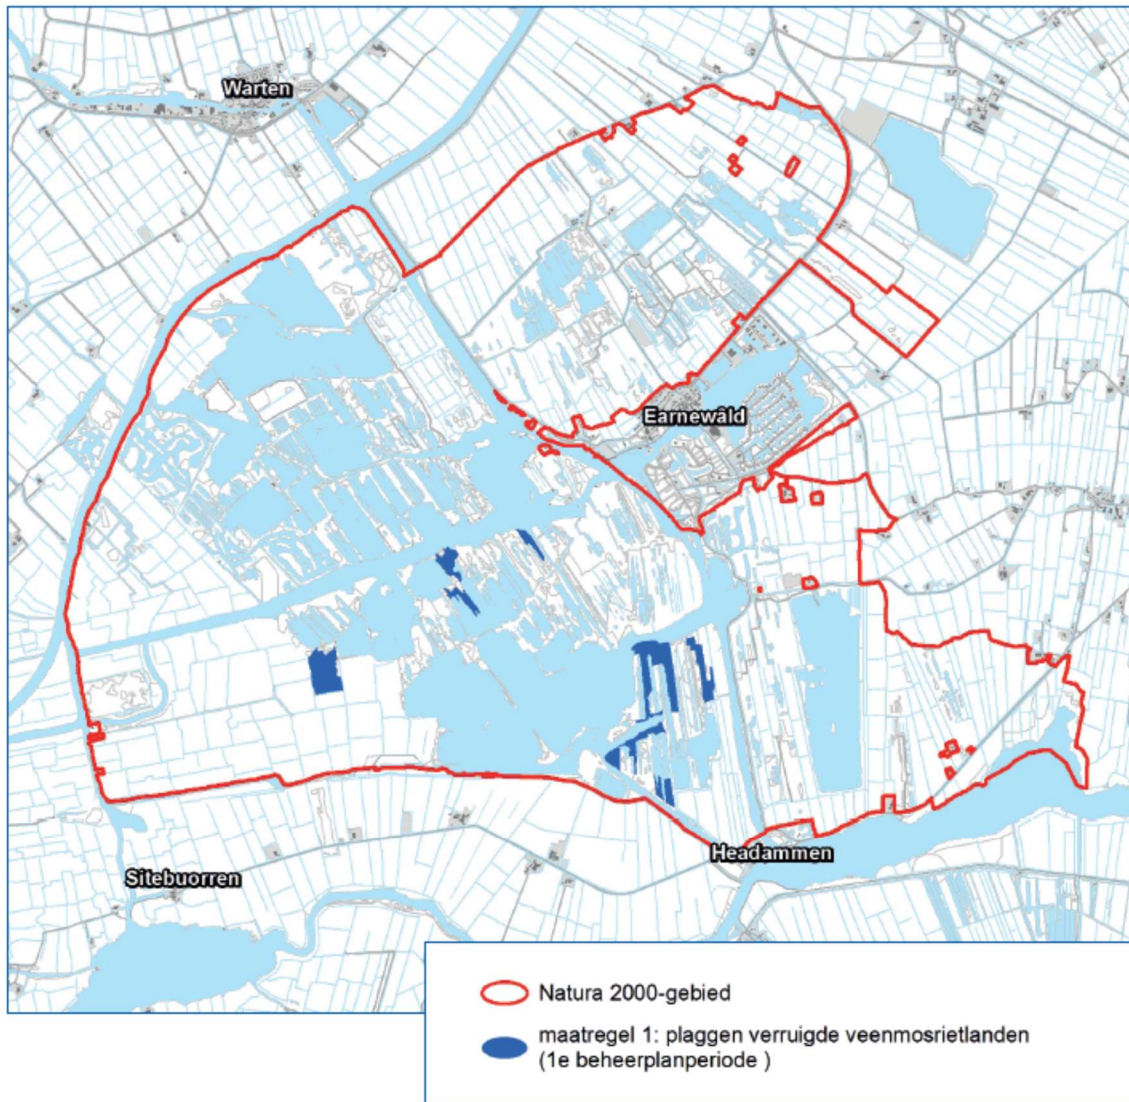 Warten
Earnewâld
Headammen
Sitebuorren
Natura 2000-gebied
maatregel 1: plaggen verruigde veenmosrietlanden
(1e beheerplanperiode )